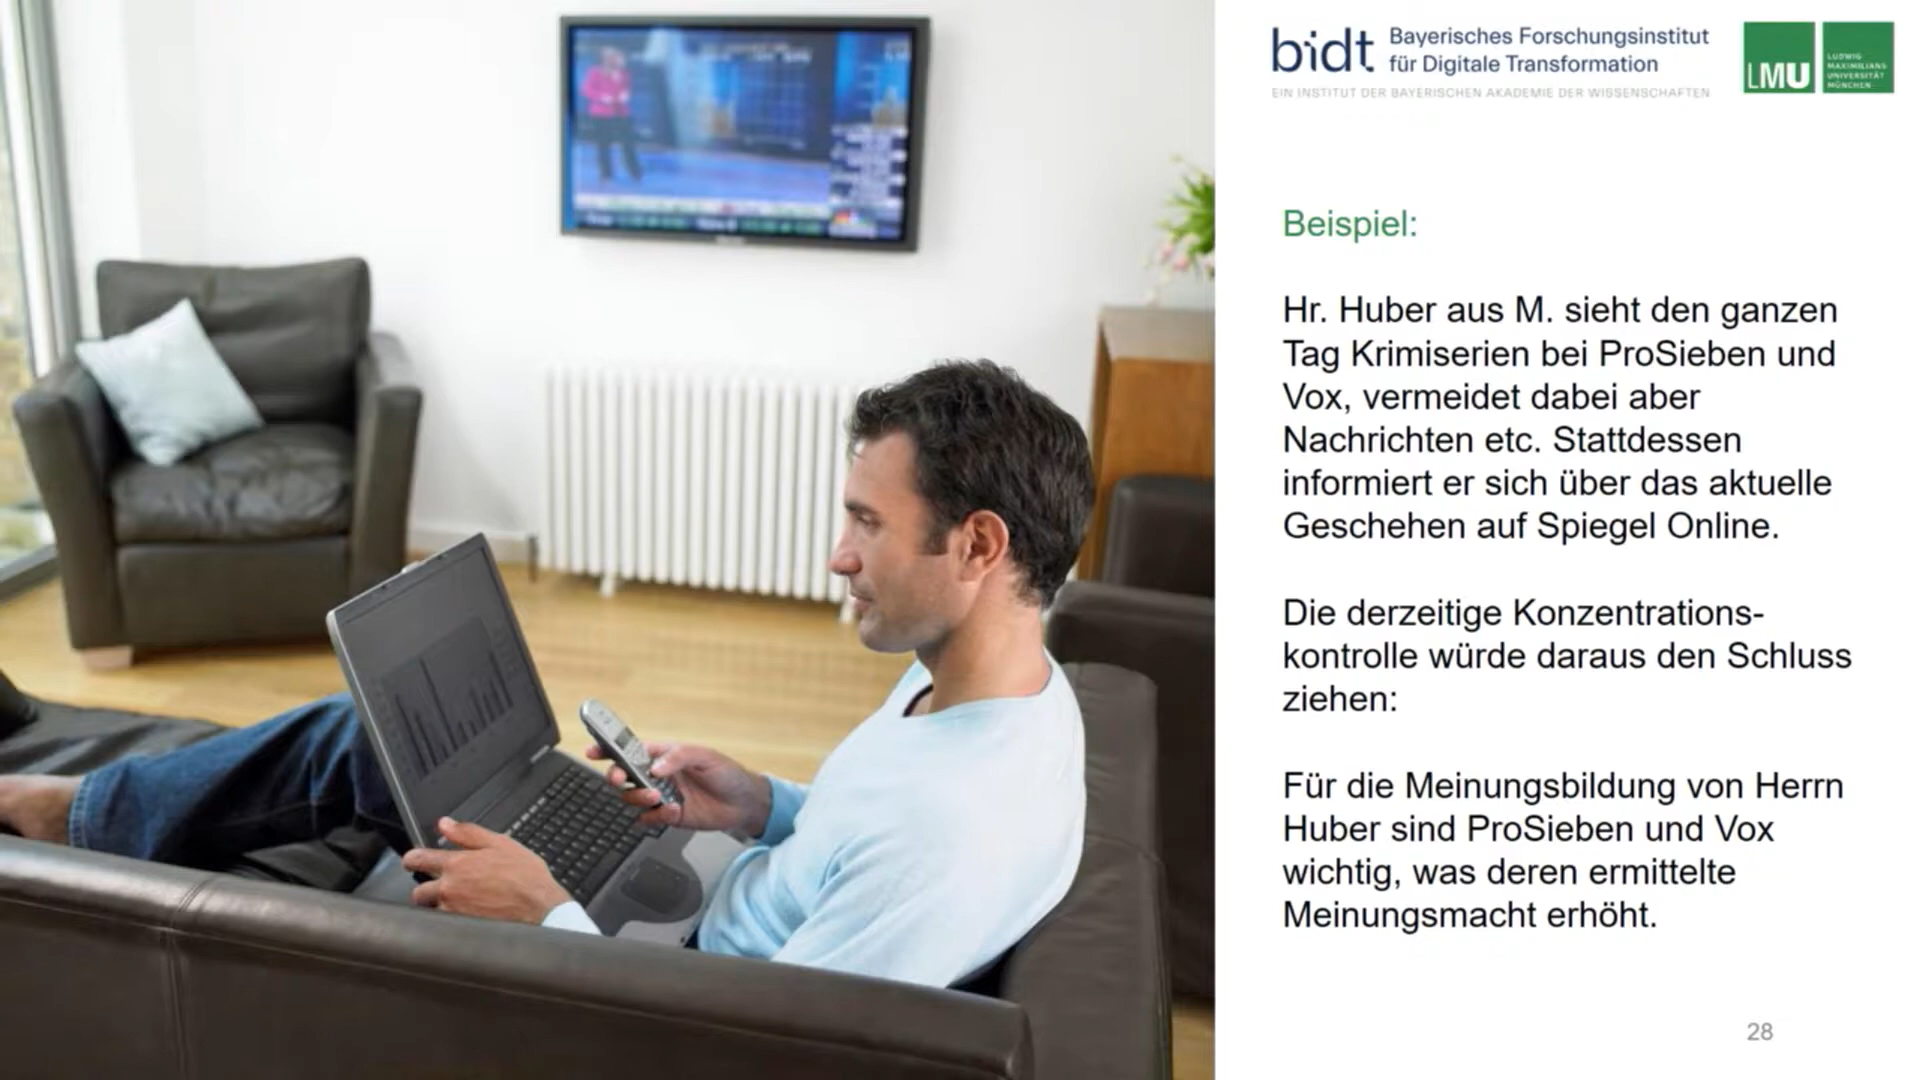 bidt
Bayerisches Forschungsinstitut
für Digitale Transformation
EIN INSTITUT DER BAYERISCHEN AKADEMIE DER WISSENSCHAFTEN
LMU
LUDWIG-
MAXIMILIANS-
UNIVERSITÄT
MÜNCHEN
Beispiel:
Hr. Huber aus M. sieht den ganzen
Tag Krimiserien bei ProSieben und
Vox, vermeidet dabei aber
Nachrichten etc. Stattdessen
informiert er sich über das aktuelle
Geschehen auf Spiegel Online.
Die derzeitige Konzentrations-
kontrolle würde daraus den Schluss
ziehen:
Für die Meinungsbildung von Herrn
Huber sind ProSieben und Vox
wichtig, was deren ermittelte
Meinungsmacht erhöht.
28